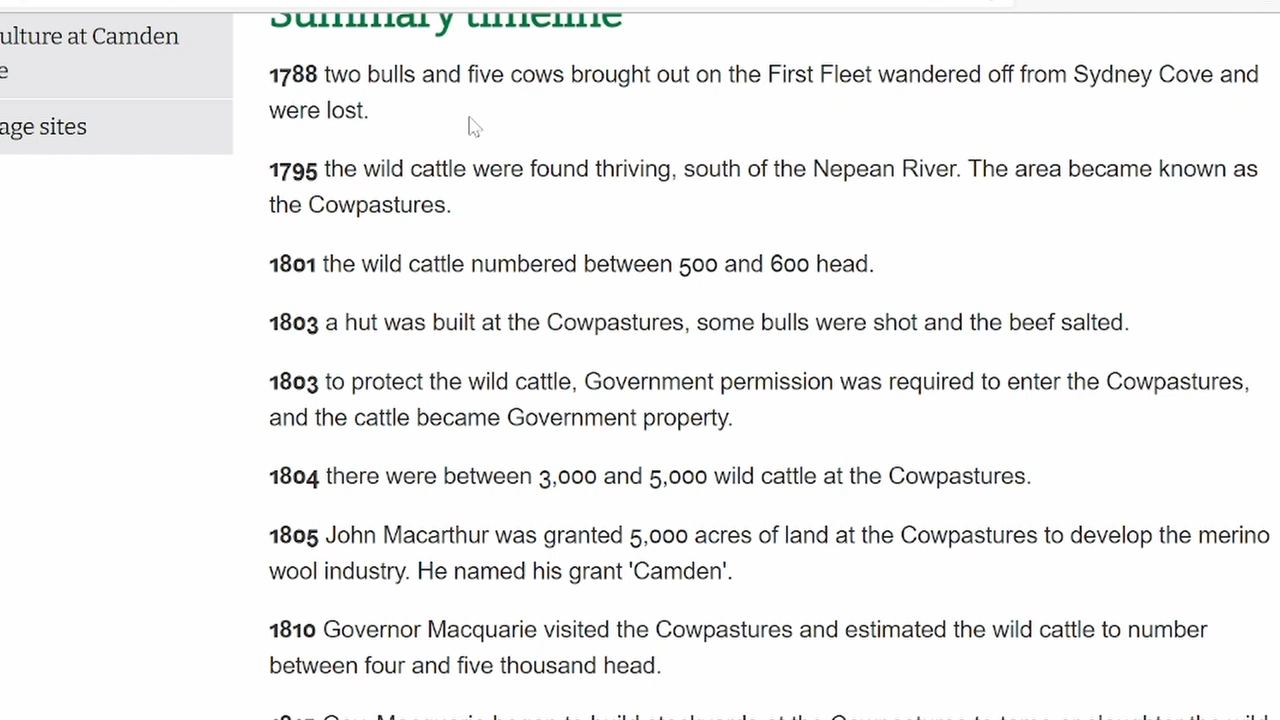 Summary timeline
ulture at Camden
e
age sites
1788 two bulls and five cows brought out on the First Fleet wandered off from Sydney Cove and
were lost.
1795 the wild cattle were found thriving, south of the Nepean River. The area became known as
the Cowpastures.
1801 the wild cattle numbered between 500 and 600 head.
1803 a hut was built at the Cowpastures, some bulls were shot and the beef salted.
1803 to protect the wild cattle, Government permission was required to enter the Cowpastures,
and the cattle became Government property.
1804 there were between 3,000 and 5,000 wild cattle at the Cowpastures.
1805 John Macarthur was granted 5,000 acres of land at the Cowpastures to develop the merino
wool industry. He named his grant 'Camden'.
1810 Governor Macquarie visited the Cowpastures and estimated the wild cattle to number
between four and five thousand head.